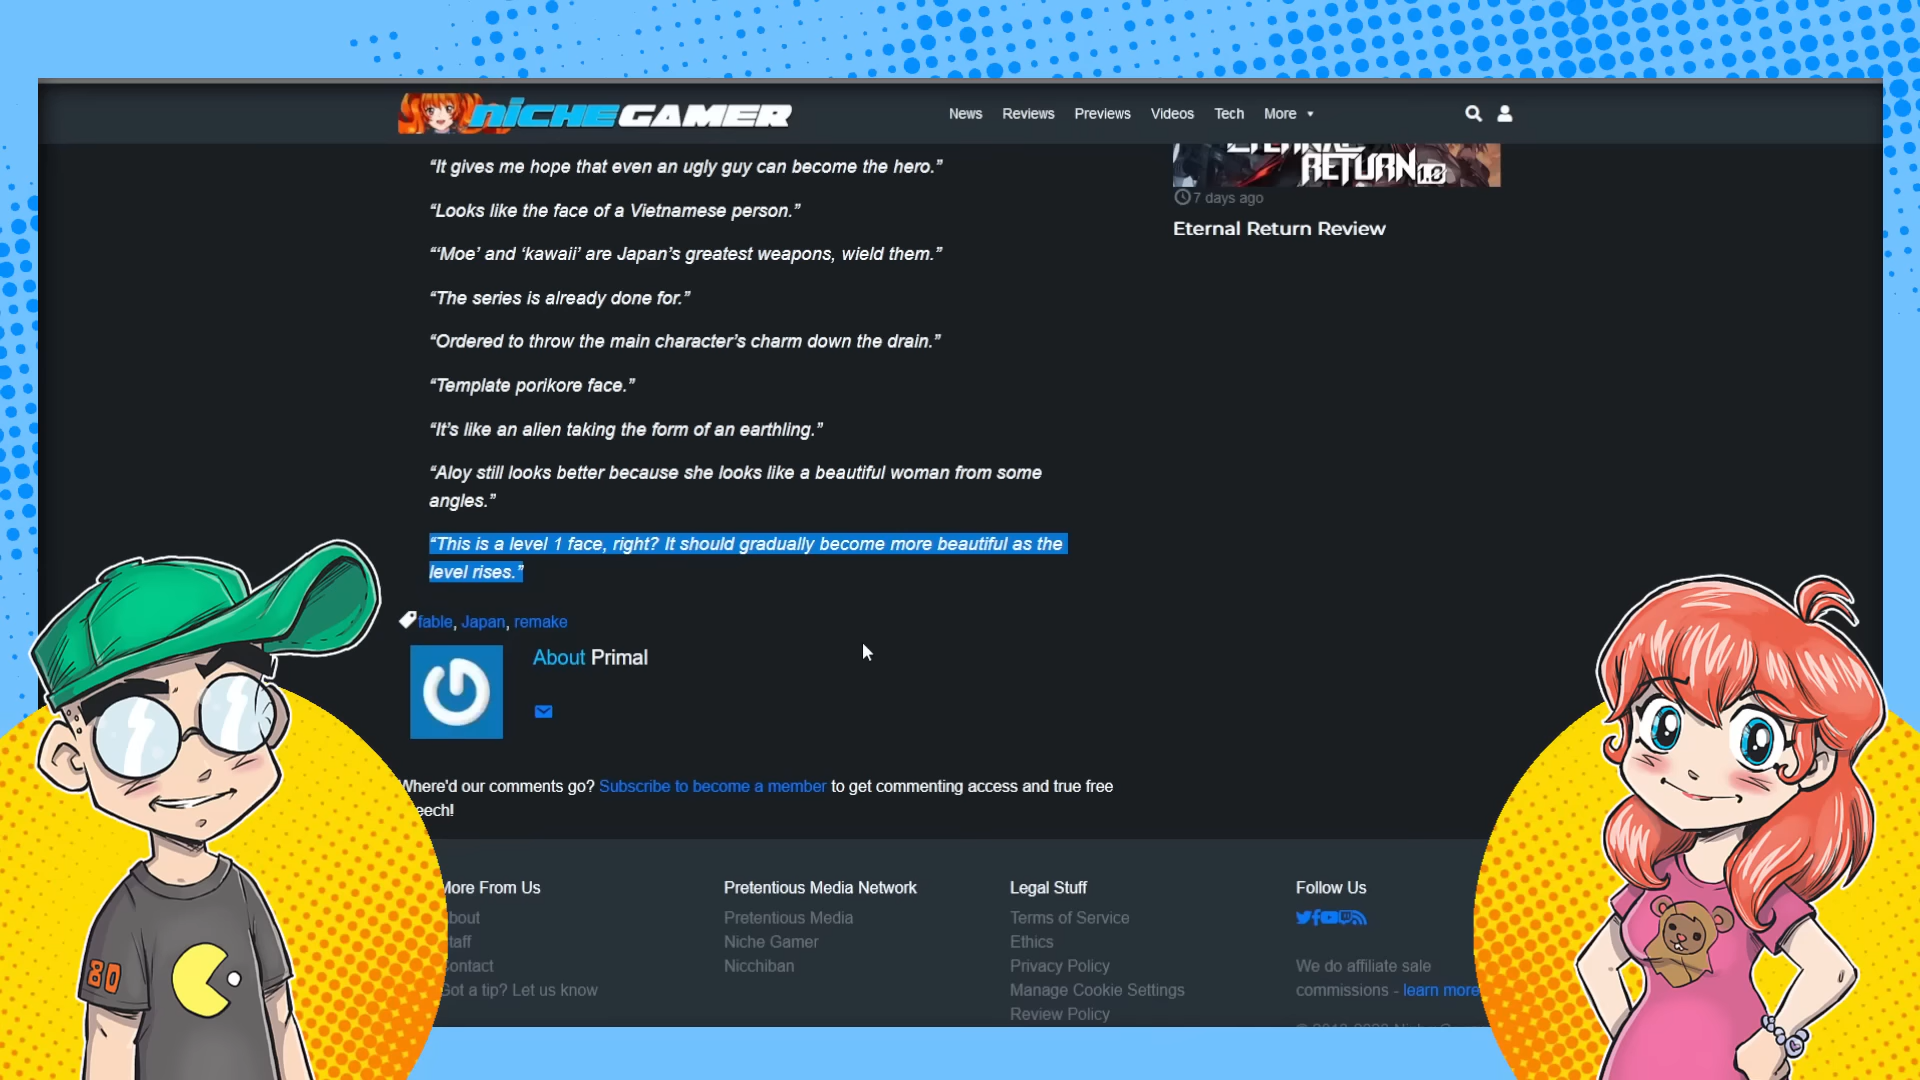 NICHEGAMER
News Reviews Previews Videos Tech More
“It gives me hope that even an ugly guy can become the hero.”
“Looks like the face of a Vietnamese person.”
“‘Moe’ and ‘kawaii’ are Japan’s greatest weapons, wield them.”
“The series is already done for.”
“Ordered to throw the main character’s charm down the drain.”
“Template porikore face.”
“It’s like an alien taking the form of an earthling.”
“Aloy still looks better because she looks like a beautiful woman from some
angles.”
“This is a level 1 face, right? It should gradually become more beautiful as the
level rises.”
fable, Japan, remake
About Primal
Where'd our comments go? Subscribe to become a member to get commenting access and true free
eech!
ETERNAL
RETURN 1.0
7 days ago
Eternal Return Review
More From Us
bout
taff
ontact
Got a tip? Let us know
Pretentious Media Network
Pretentious Media
Niche Gamer
Nicchiban
Legal Stuff
Terms of Service
Ethics
Privacy Policy
Manage Cookie Settings
Review Policy
Follow Us
We do affiliate sale
commissions - learn more
80